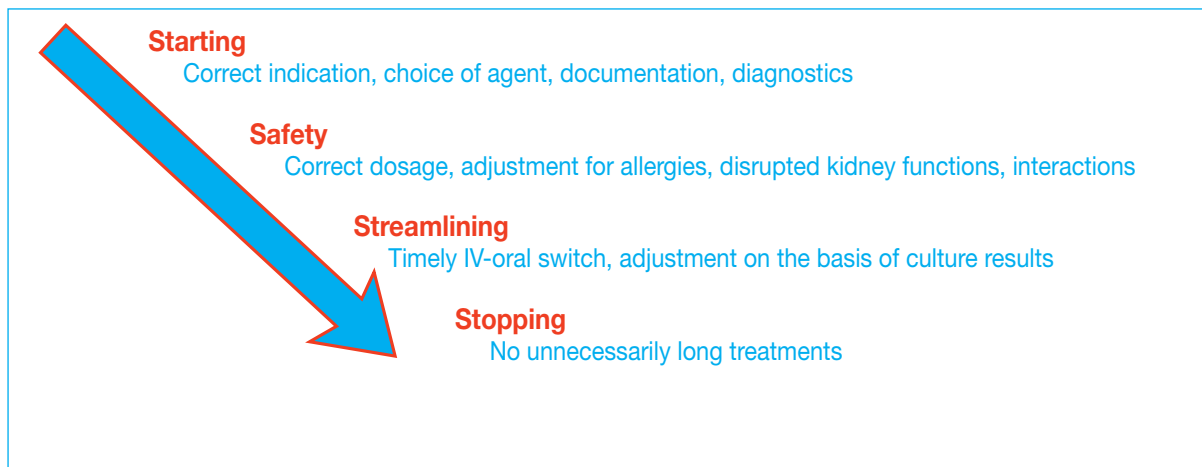 Starting
Correct indication, choice of agent, documentation, diagnostics
Safety
Correct dosage, adjustment for allergies, disrupted kidney functions, interactions
Streamlining
Timely IV-oral switch, adjustment on the basis of culture results
Stopping
No unnecessarily long treatments